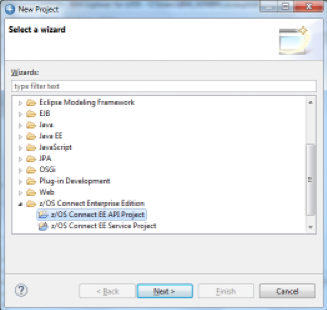 New Project
Select a wizard
Wizards:
type filter text
Eclipse Modeling Framework
EJB
Java
Java EE
JavaScript
JPA
OSGi
Plug-in Development
Web
z/OS Connect Enterprise Edition
z/OS Connect EE API Project
z/OS Connect EE Service Project
?
< Back
Next >
Finish
Cancel